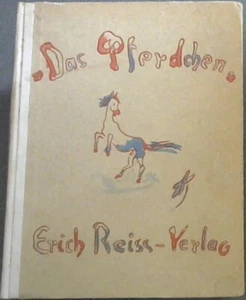 „Das Pferdchen“
Erich Reiss-Verlag